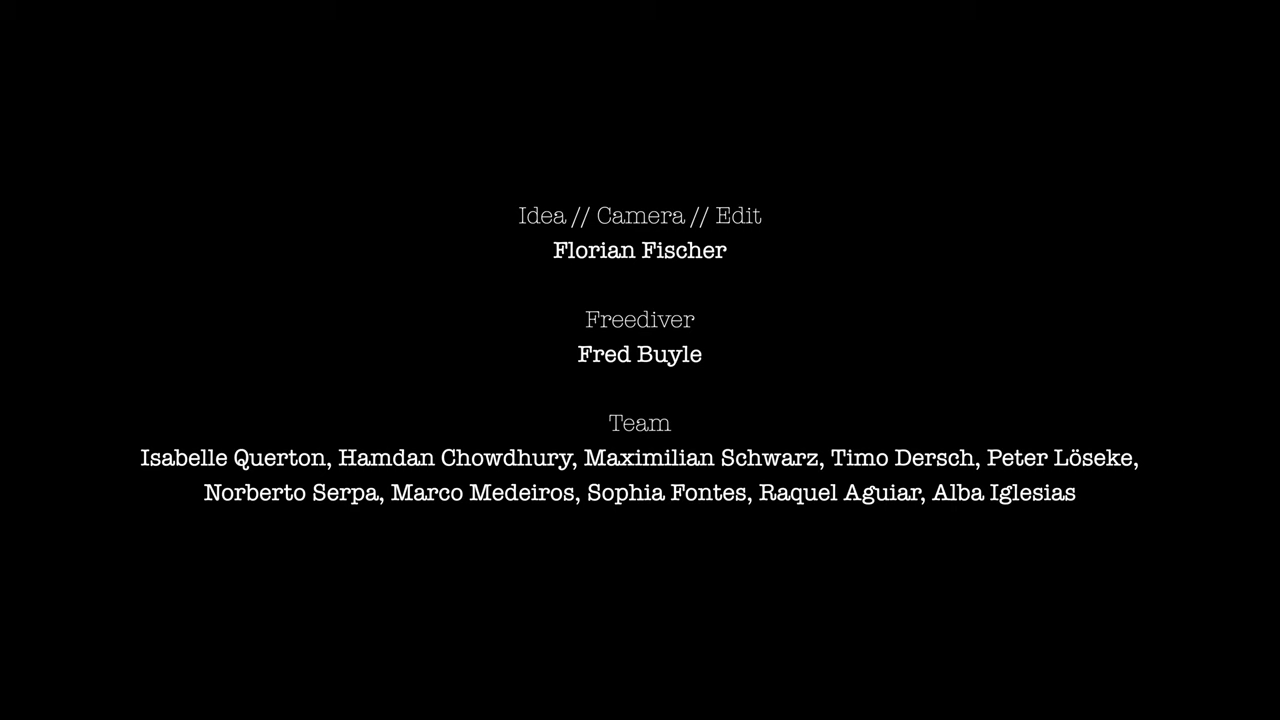 Idea // Camera // Edit
Florian Fischer
Freediver
Fred Buyle
Team
Isabelle Querton, Hamdan Chowdhury, Maximilian Schwarz, Timo Dersch, Peter Löseke,
Norberto Serpa, Marco Medeiros, Sophia Fontes, Raquel Aguiar, Alba Iglesias